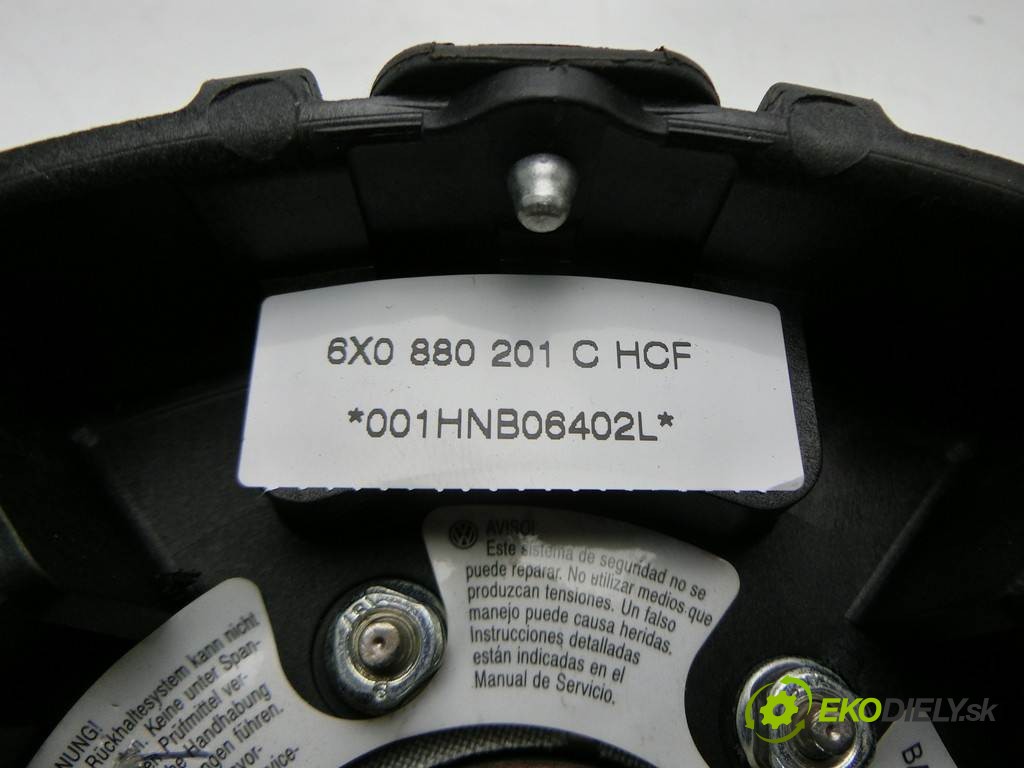 6X0 880 201 C HCF
*001HNB06402L*
AVISO!
Este sistema de seguridad no se
puede reparar. No utilizar medios que
produzcan tensiones. Un falso
manejo puede causa heridas.
Instrucciones detalladas
están indicadas en el
Manual de Servicio.
NUNG!
Rückhaltesystem kann nicht
Keine unter Span-
Prüfmittel ver-
Handhabung
gen führen.
EKODIELY.sk